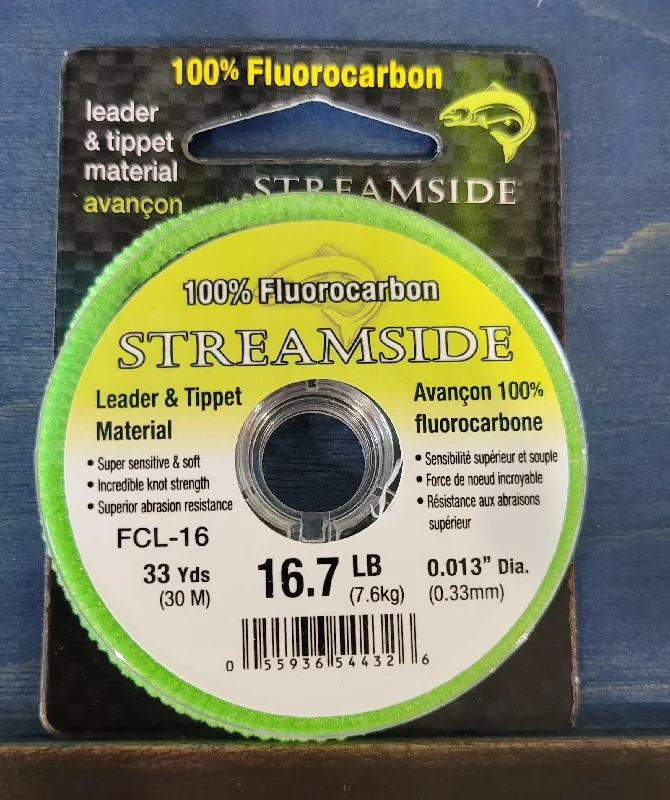 100% Fluorocarbon
leader
& tippet
material
avançon
STREAMSIDE
100% Fluorocarbon
STREAMSIDE
Leader & Tippet
Material
• Super sensitive & soft
• Incredible knot strength
• Superior abrasion resistance
Avançon 100%
fluorocarbone
• Sensibilité supérieur et souple
• Force de noeud incroyable
• Résistance aux abraisons
supérieur
FCL-16
33 Yds
(30 M)
16.7 LB
(7.6kg)
0.013” Dia.
(0.33mm)
0 55936 54432 6